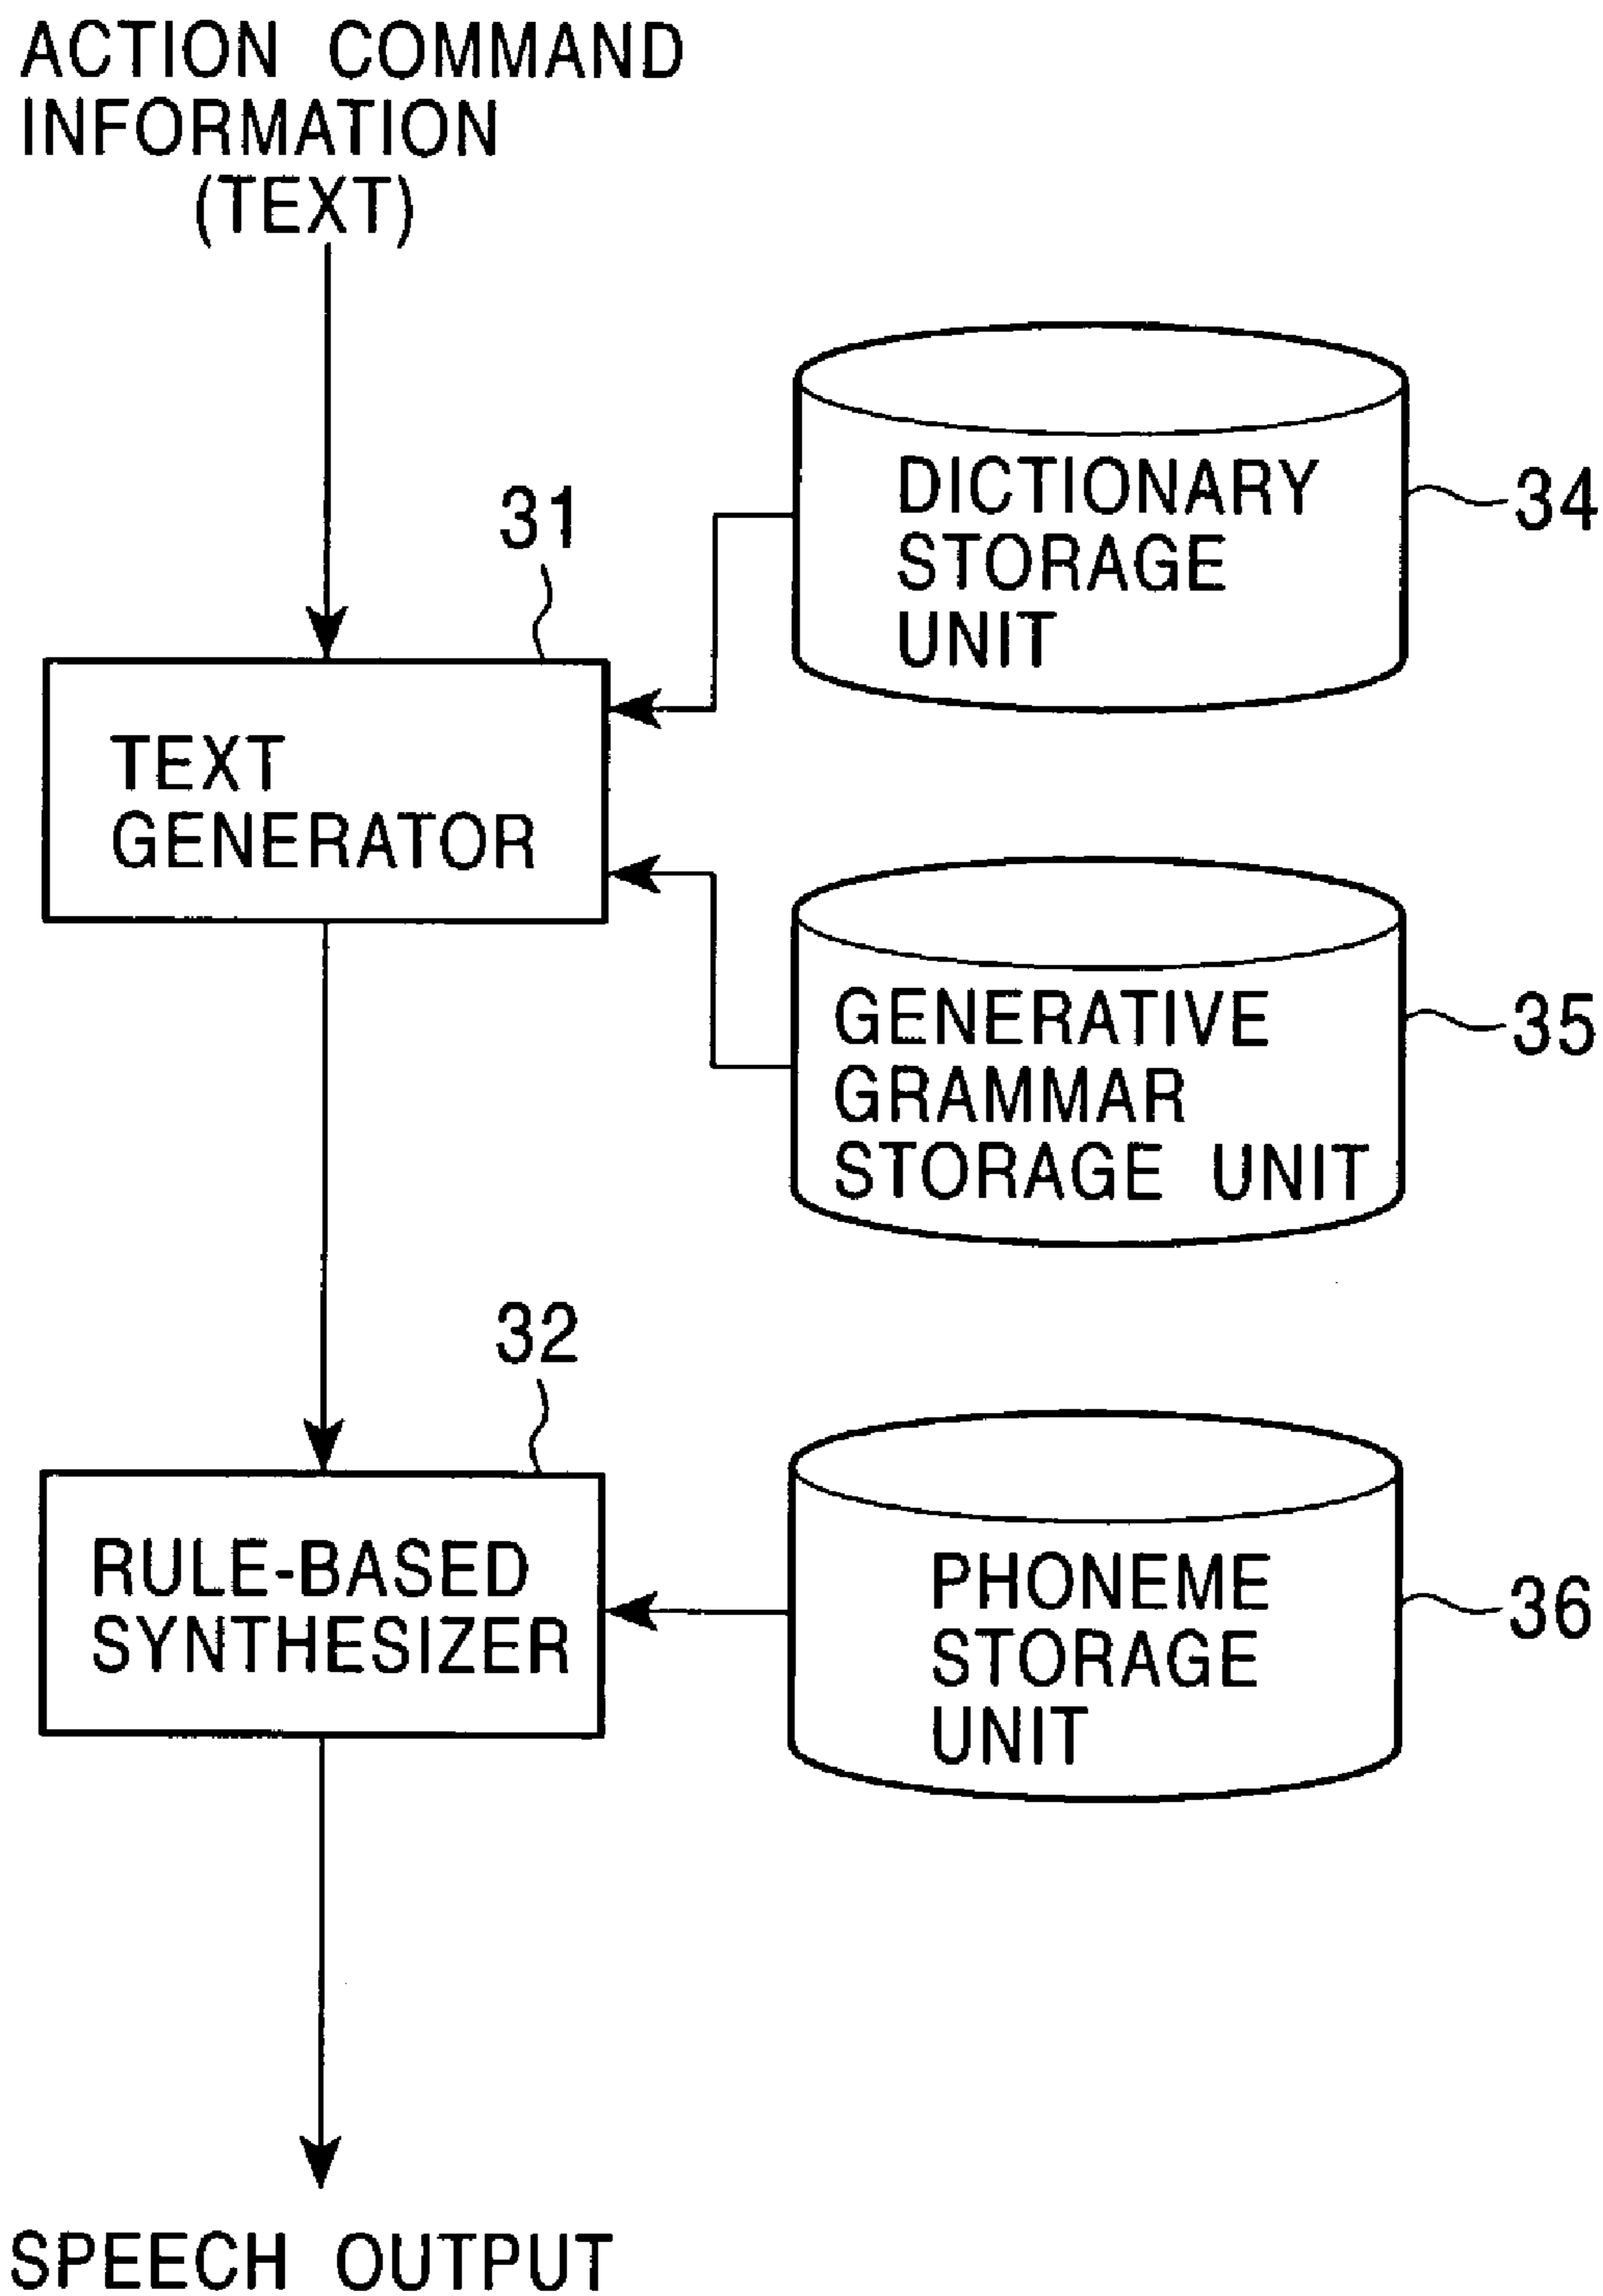 ACTION COMMAND
INFORMATION
(TEXT)
31
TEXT
GENERATOR
DICTIONARY
STORAGE
UNIT
34
GENERATIVE
GRAMMAR
STORAGE UNIT
35
32
RULE-BASED
SYNTHESIZER
PHONEME
STORAGE
UNIT
36
SPEECH OUTPUT